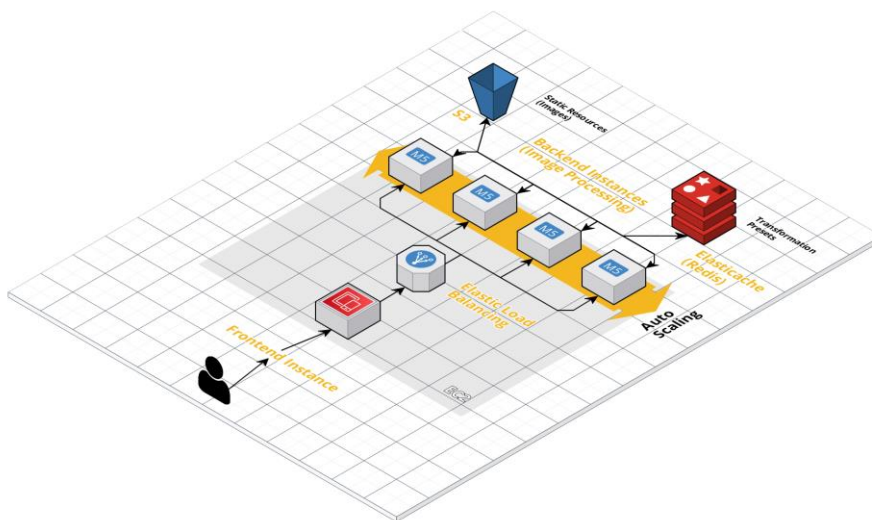 Static Resources
(Images)
S3
M5
Backend Instances
(Image Processing)
M5
M5
M5
Transformation
Presets
Elasticache
(Redis)
Elastic Load
Balancing
Auto
Scaling
Frontend Instance
EC2